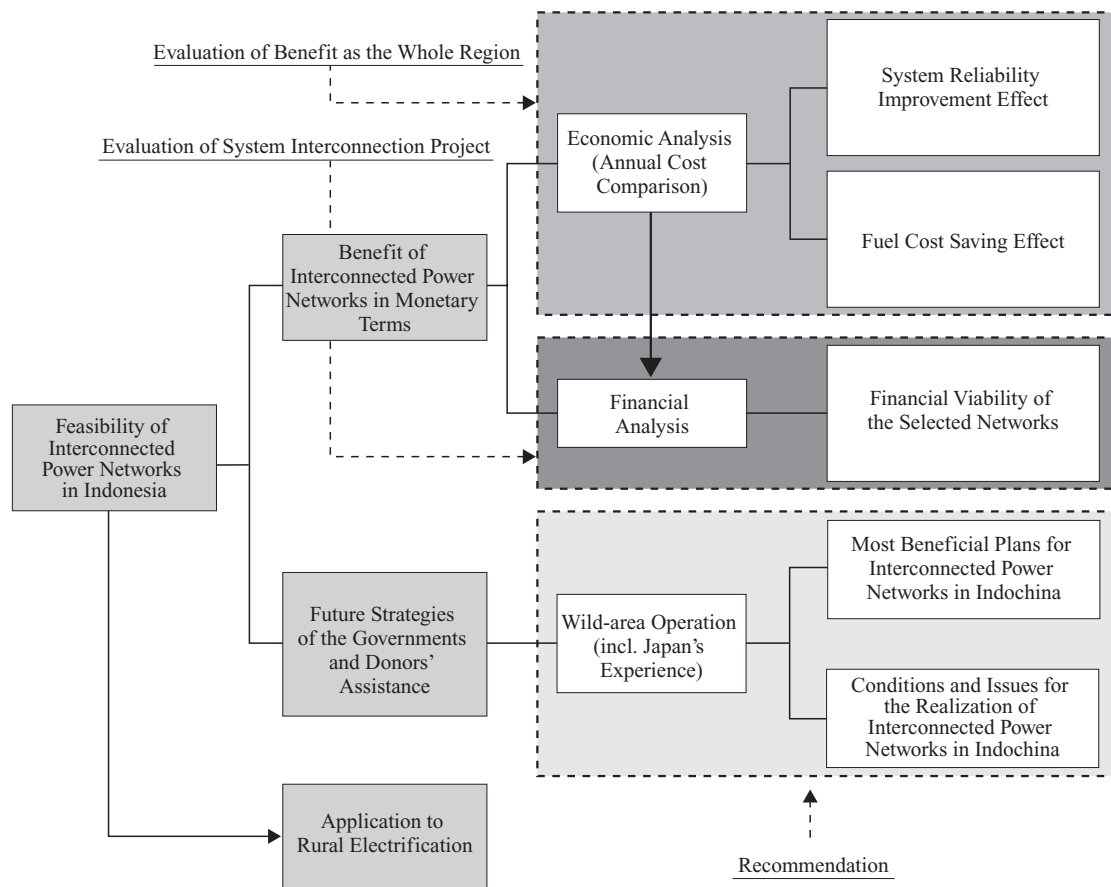 Evaluation of Benefit as the Whole Region
Evaluation of System Interconnection Project
System Reliability
Improvement Effect
Economic Analysis
(Annual Cost
Comparison)
Fuel Cost Saving Effect
Benefit of
Interconnected Power
Networks in Monetary
Terms
Financial
Analysis
Financial Viability of
the Selected Networks
Feasibility of
Interconnected
Power Networks
in Indonesia
Future Strategies
of the Governments
and Donors'
Assistance
Wild-area Operation
(incl. Japan's
Experience)
Most Beneficial Plans for
Interconnected Power
Networks in Indochina
Conditions and Issues for
the Realization of
Interconnected Power
Networks in Indochina
Application to
Rural Electrification
Recommendation